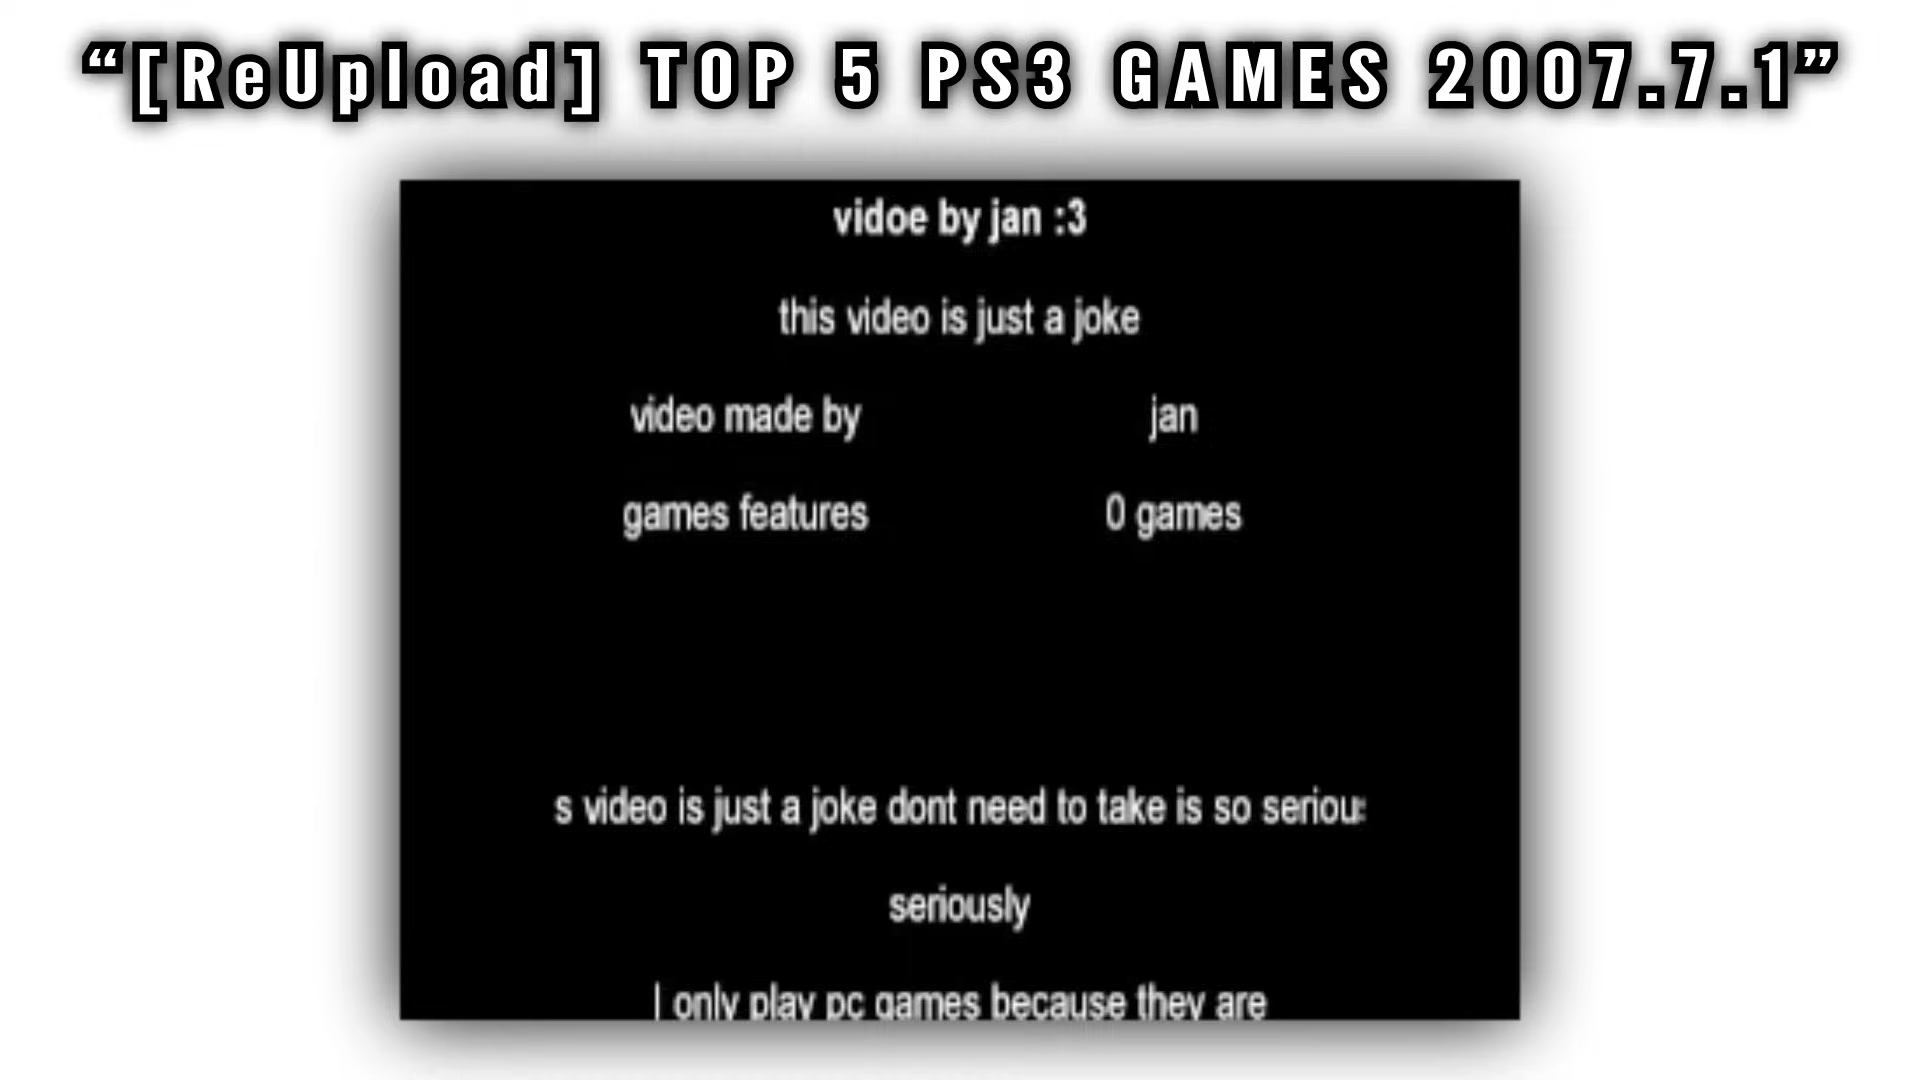 “[ReUpload] TOP 5 PS3 GAMES 2007.7.1”
vidoe by jan :3
this video is just a joke
video made by jan
games features 0 games
s video is just a joke dont need to take is so serious
seriously
I only play pc games because they are